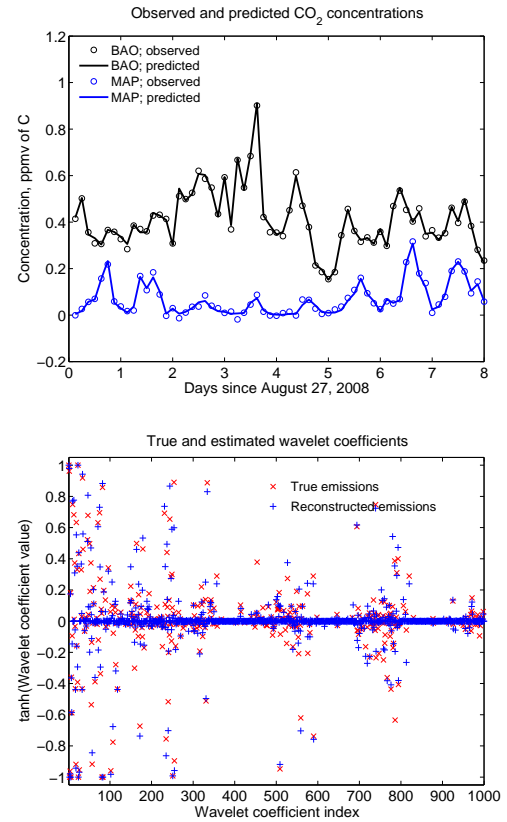 Observed and predicted CO2 concentrations
1.2
1
0.8
0.6
0.4
0.2
0
−0.2
Concentration, ppmv of C
BAO; observed
BAO; predicted
MAP; observed
MAP; predicted
0 1 2 3 4 5 6 7 8
Days since August 27, 2008
True and estimated wavelet coefficients
1
0.8
0.6
0.4
0.2
0
−0.2
−0.4
−0.6
−0.8
−1
tanh(Wavelet coefficient value)
True emissions
Reconstructed emissions
100 200 300 400 500 600 700 800 900 1000
Wavelet coefficient index